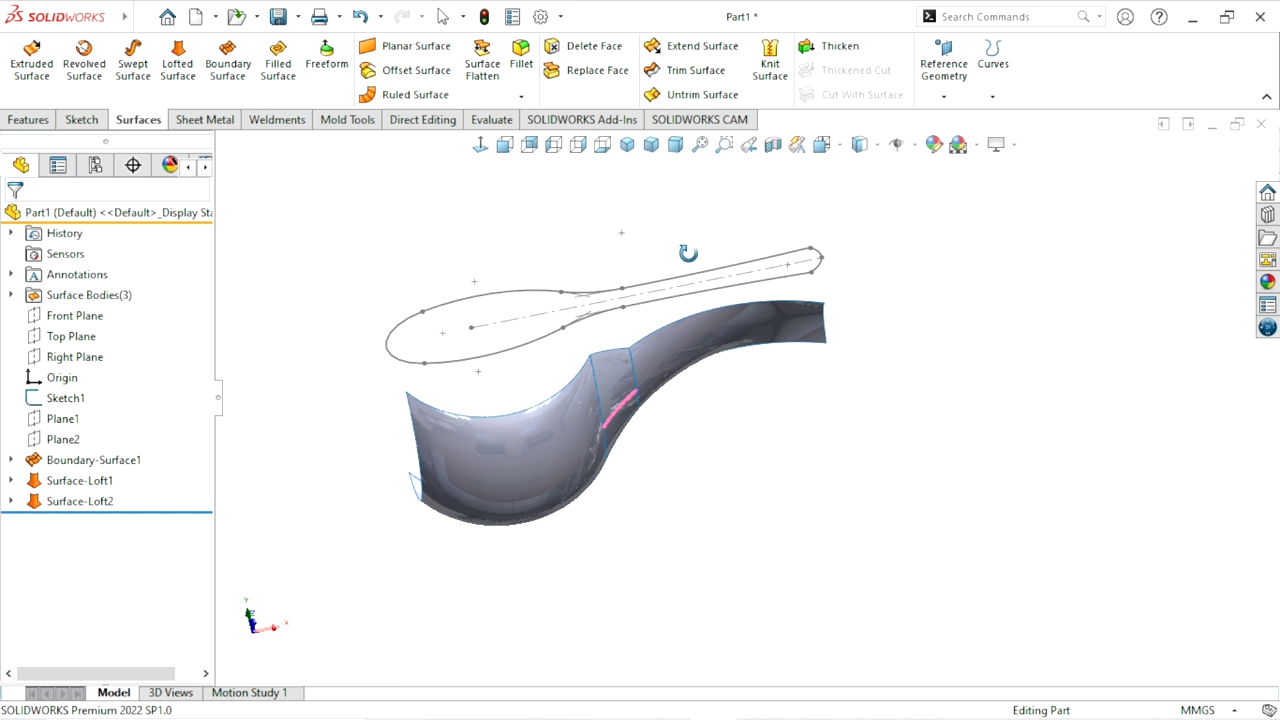 SOLIDWORKS
Part1 *
Search Commands
Extruded Surface
Revolved Surface
Swept Surface
Lofted Surface
Boundary Surface
Filled Surface
Freeform
Planar Surface
Offset Surface
Ruled Surface
Surface Flatten
Fillet
Delete Face
Replace Face
Extend Surface
Trim Surface
Untrim Surface
Knit Surface
Thicken
Thickened Cut
Cut With Surface
Reference Geometry
Curves
Features
Sketch
Surfaces
Sheet Metal
Weldments
Mold Tools
Direct Editing
Evaluate
SOLIDWORKS Add-Ins
SOLIDWORKS CAM
Part1 (Default) <<Default>_Display Sta
History
Sensors
Annotations
Surface Bodies(3)
Front Plane
Top Plane
Right Plane
Origin
Sketch1
Plane1
Plane2
Boundary-Surface1
Surface-Loft1
Surface-Loft2
Y
Z
X
Model
3D Views
Motion Study 1
SOLIDWORKS Premium 2022 SP1.0
Editing Part
MMGS